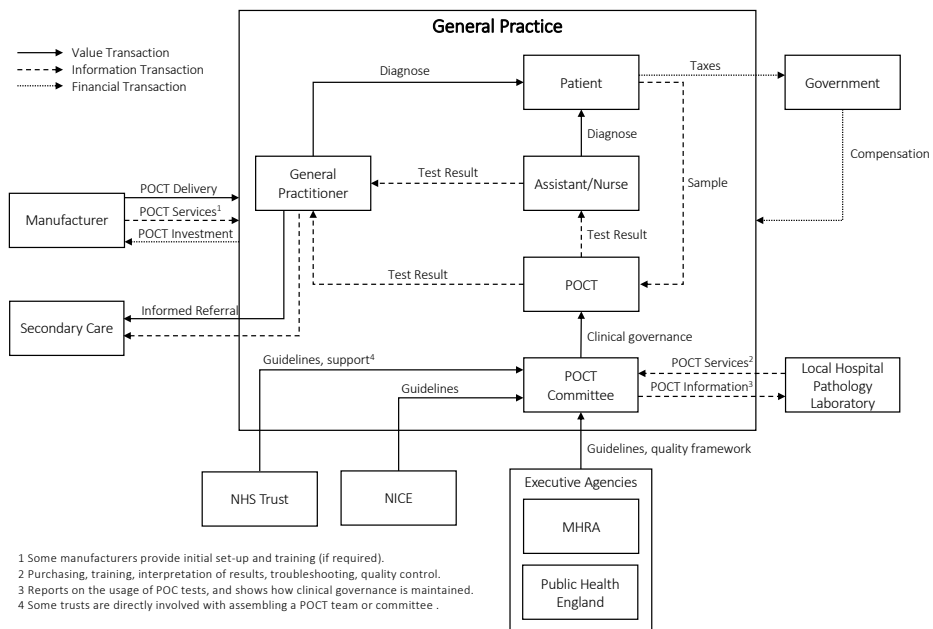 General Practice
Value Transaction
Information Transaction
Financial Transaction
Diagnose
Patient
Taxes
Government
Diagnose
Compensation
General
Practitioner
Test Result
Assistant/Nurse
Sample
Manufacturer
POCT Delivery
POCT Services1
POCT Investment
Test Result
Test Result
POCT
Secondary Care
Informed Referral
Clinical governance
Guidelines, support4
Guidelines
POCT
Committee
POCT Services2
POCT Information3
Local Hospital
Pathology
Laboratory
Guidelines, quality framework
NHS Trust
NICE
Executive Agencies
MHRA
Public Health
England
1 Some manufacturers provide initial set-up and training (if required).
2 Purchasing, training, interpretation of results, troubleshooting, quality control.
3 Reports on the usage of POC tests, and shows how clinical governance is maintained.
4 Some trusts are directly involved with assembling a POCT team or committee .